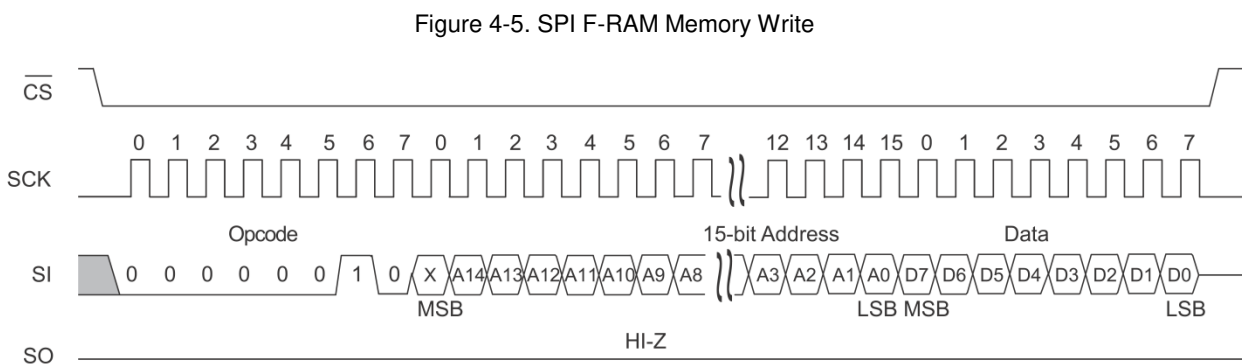 Figure 4-5. SPI F-RAM Memory Write
CS
0 1 2 3 4 5 6 7 0 1 2 3 4 5 6 7 12 13 14 15 0 1 2 3 4 5 6 7
SCK
Opcode 15-bit Address Data
SI 0 0 0 0 0 0 1 0 X A14 A13 A12 A11 A10 A9 A8 A3 A2 A1 A0 D7 D6 D5 D4 D3 D2 D1 D0
MSB LSB MSB LSB
HI-Z
SO